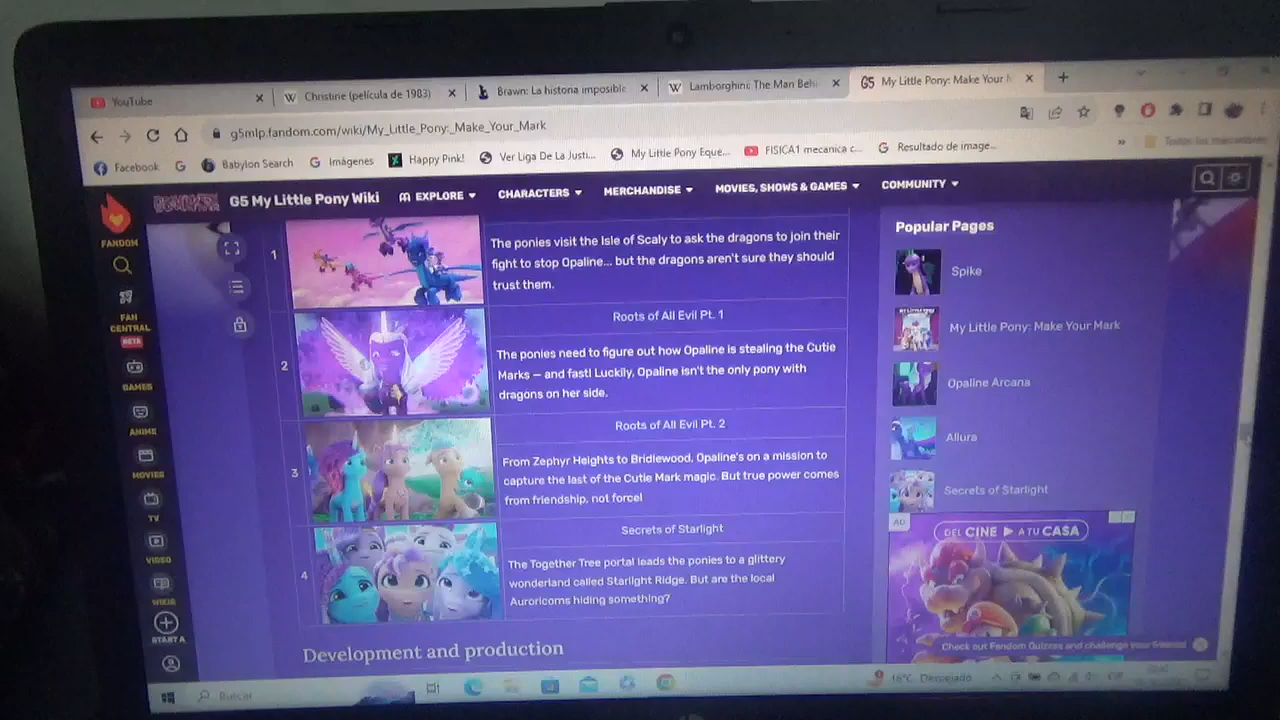 YouTube
Christine (película de 1983)
Brawn: La historia imposible
Lamborghini: The Man Behi
G5 My Little Pony: Make Your M
g5mlp.fandom.com/wiki/My_Little_Pony:_Make_Your_Mark
Facebook
Babylon Search
Imágenes
Happy Pink!
Ver Liga De La Justi...
My Little Pony Eque...
FISICA1 mecanica c...
Resultado de image...
»
G5 My Little Pony Wiki
EXPLORE
CHARACTERS
MERCHANDISE
MOVIES, SHOWS & GAMES
COMMUNITY
FANDOM
FAN
CENTRAL
BETA
GAMES
ANIME
MOVIES
TV
VIDEO
WIKIS
START A
1
The ponies visit the Isle of Scaly to ask the dragons to join their
fight to stop Opaline... but the dragons aren't sure they should
trust them.
Roots of All Evil Pt. 1
2
The ponies need to figure out how Opaline is stealing the Cutie
Marks — and fast! Luckily, Opaline isn't the only pony with
dragons on her side.
Roots of All Evil Pt. 2
3
From Zephyr Heights to Bridlewood, Opaline's on a mission to
capture the last of the Cutie Mark magic. But true power comes
from friendship, not force!
Secrets of Starlight
4
The Together Tree portal leads the ponies to a glittery
wonderland called Starlight Ridge. But are the local
Auroricorns hiding something?
Development and production
Popular Pages
Spike
My Little Pony: Make Your Mark
Opaline Arcana
Allura
Secrets of Starlight
AD
DEL CINE ▶ A TU CASA
Check out Fandom Quizzes and challenge your friends!
Buscar
16°C Despejado